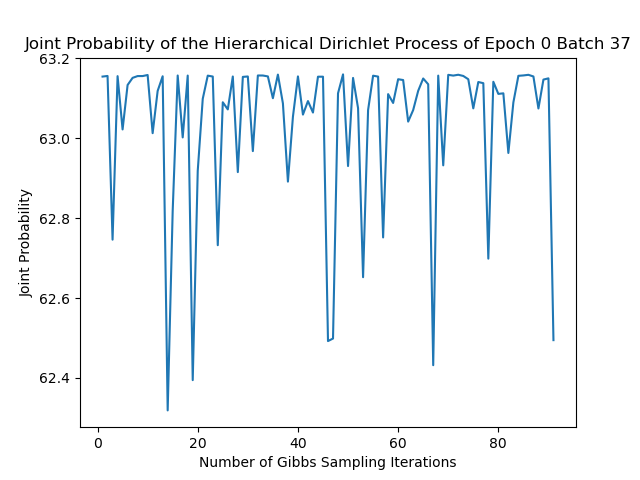 Joint Probability of the Hierarchical Dirichlet Process of Epoch 0 Batch 37
63.2
63.0
62.8
62.6
62.4
Joint Probability
0 20 40 60 80
Number of Gibbs Sampling Iterations